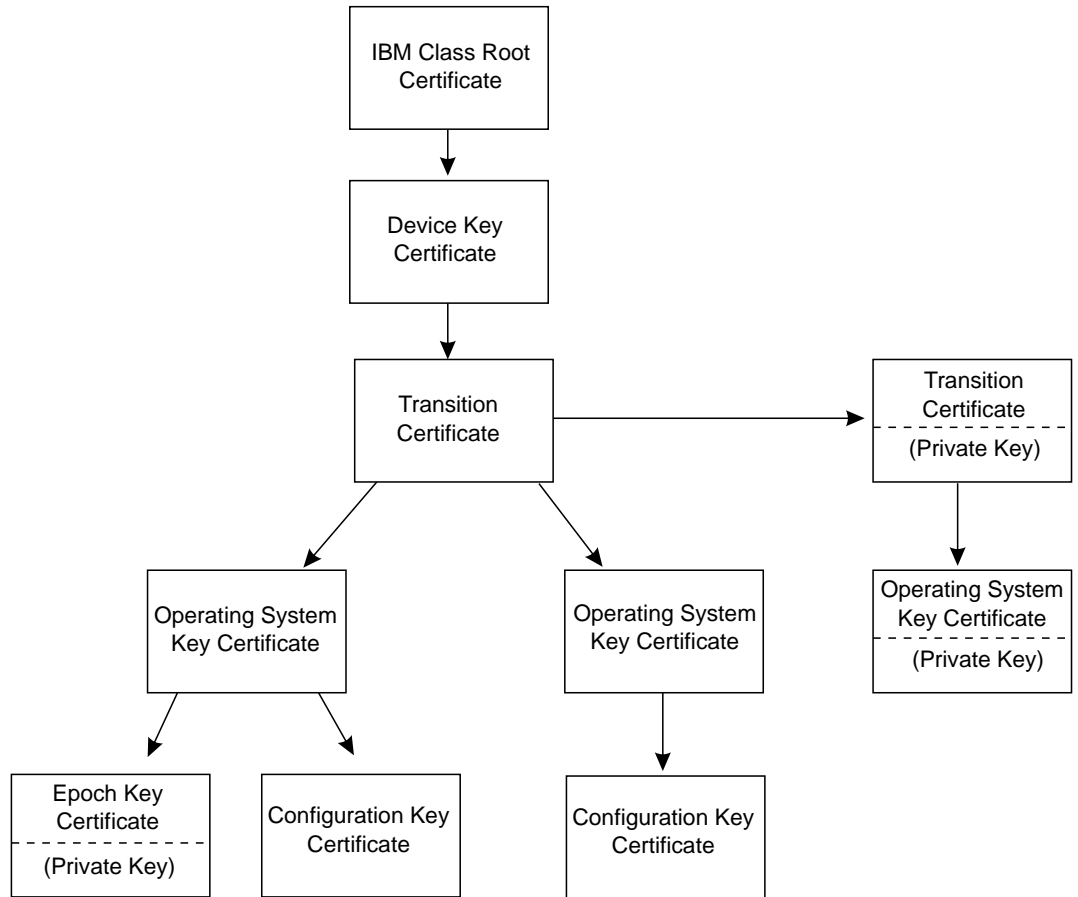 IBM Class Root
Certificate
Device Key
Certificate
Transition
Certificate
Transition
Certificate
(Private Key)
Operating System
Key Certificate
Operating System
Key Certificate
Operating System
Key Certificate
(Private Key)
Epoch Key
Certificate
(Private Key)
Configuration Key
Certificate
Configuration Key
Certificate